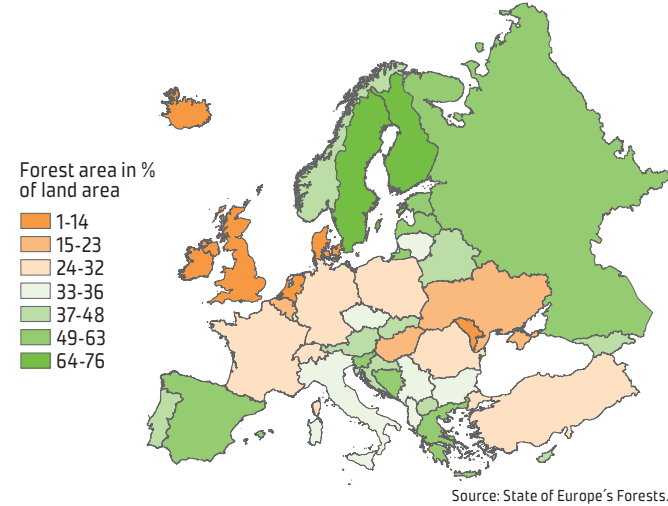 Forest area in %
of land area
1-14
15-23
24-32
33-36
37-48
49-63
64-76
Source: State of Europe´s Forests.